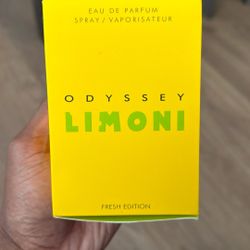 EAU DE PARFUM
SPRAY / VAPORISATEUR
ODYSSEY
LIMONI
FRESH EDITION